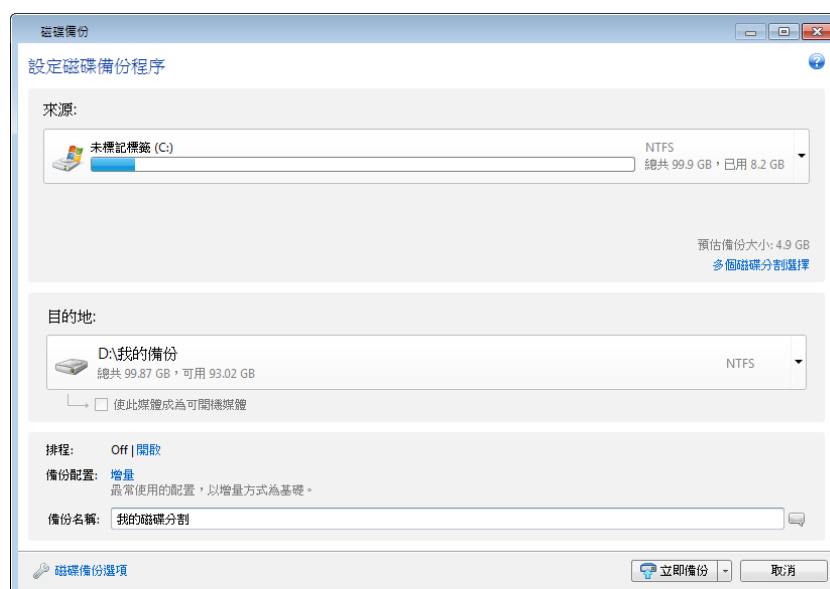 磁碟備份
設定磁碟備份程序
來源:
未標記標籤 (C:)
NTFS
總共 99.9 GB，已用 8.2 GB
預估備份大小: 4.9 GB
多個磁碟分割選擇
目的地:
D:\我的備份
總共 99.87 GB，可用 93.02 GB
NTFS
使此媒體成為可開機媒體
排程: Off | 開啟
備份配置: 增量
最常使用的配置，以增量方式為基礎。
備份名稱: 我的磁碟分割
磁碟備份選項
立即備份
取消